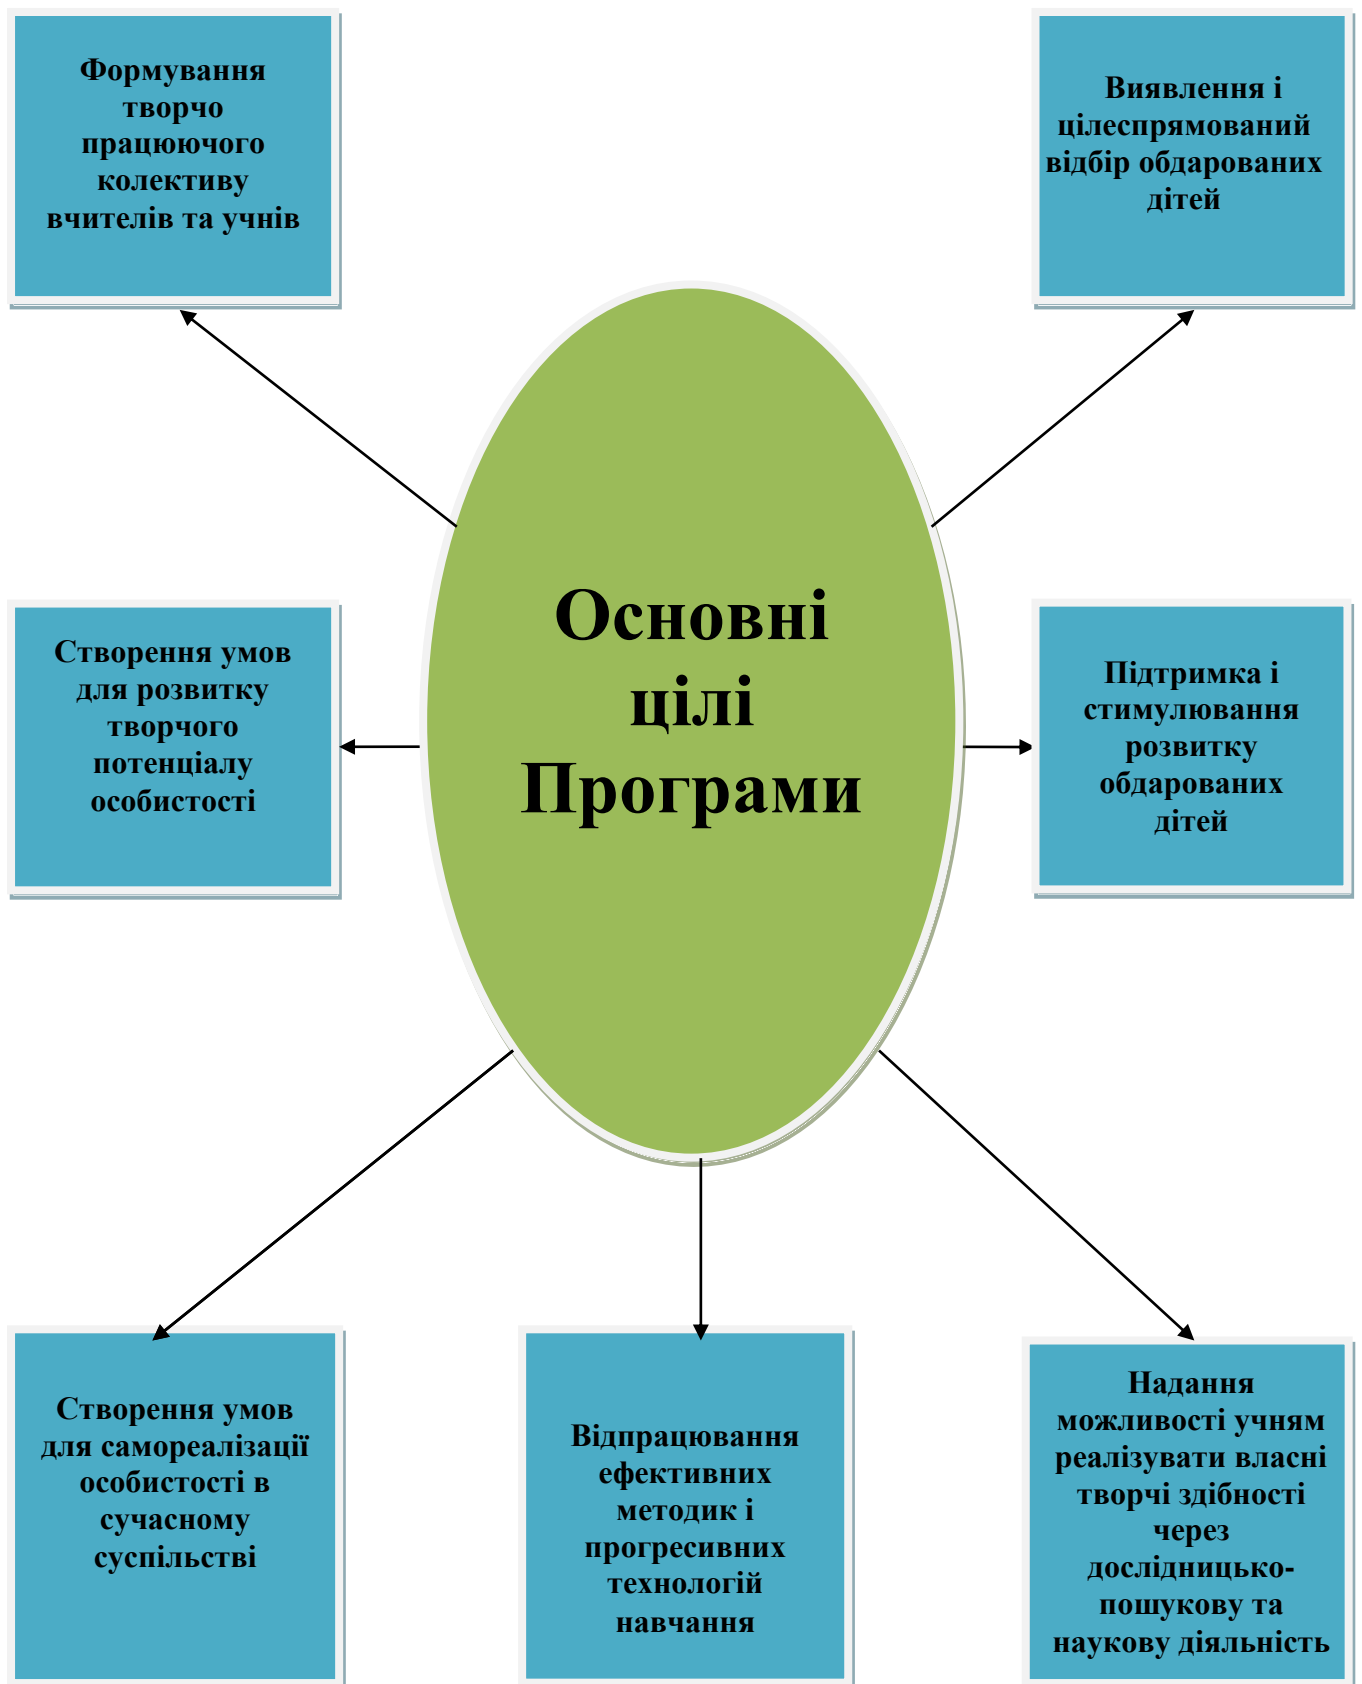 Формування
творчо
працюючого
колективу
вчителів та учнів
Виявлення і
цілеспрямований
відбір обдарованих
дітей
Основні
цілі
Програми
Створення умов
для розвитку
творчого
потенціалу
особистості
Підтримка і
стимулювання
розвитку
обдарованих
дітей
Створення умов
для самореалізації
особистості в
сучасному
суспільстві
Відпрацювання
ефективних
методик і
прогресивних
технологій
навчання
Надання
можливості учням
реалізувати власні
творчі здібності
через
дослідницько-
пошукову та
наукову діяльність